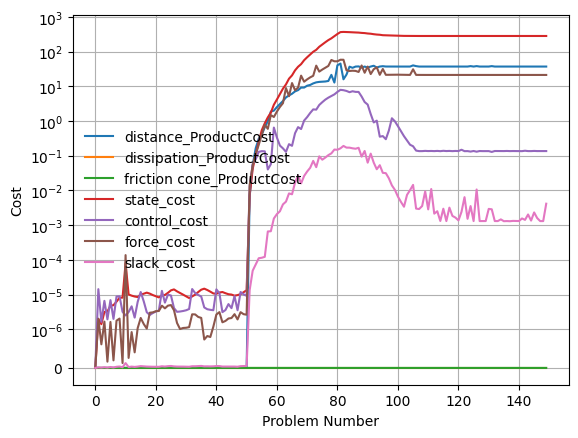 10³
10²
10¹
10⁰
10⁻¹
10⁻²
10⁻³
10⁻⁴
10⁻⁵
10⁻⁶
0
Cost
distance_ProductCost
dissipation_ProductCost
friction cone_ProductCost
state_cost
control_cost
force_cost
slack_cost
0 20 40 60 80 100 120 140
Problem Number